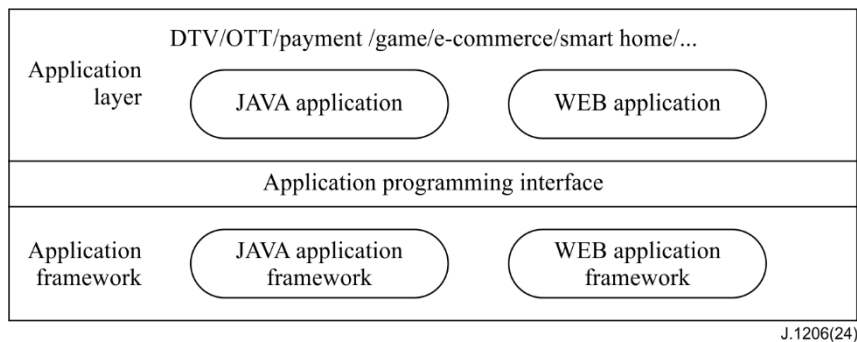 DTV/OTT/payment /game/e-commerce/smart home/...
Application
layer
JAVA application
WEB application
Application programming interface
Application
framework
JAVA application
framework
WEB application
framework
J.1206(24)